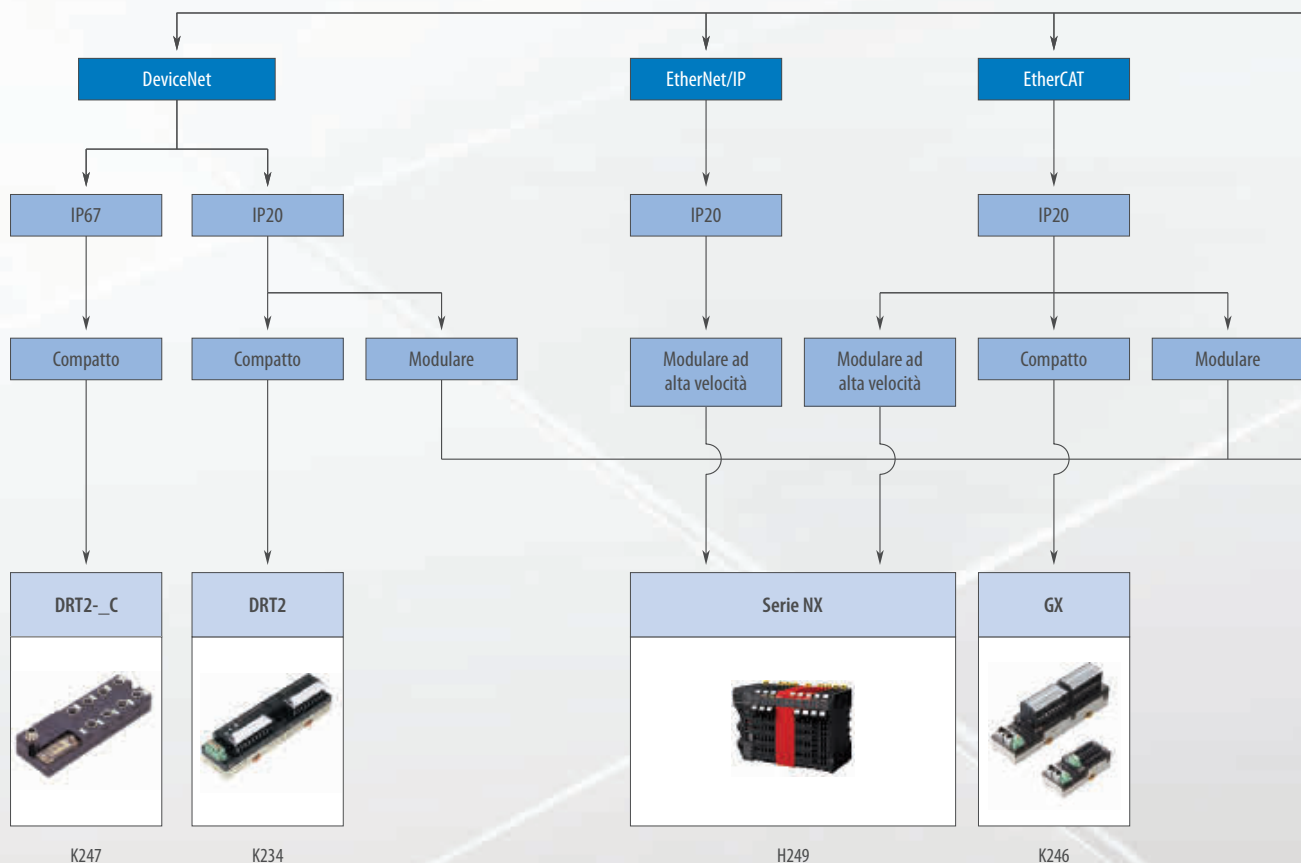 DeviceNet
EtherNet/IP
EtherCAT
IP67
IP20
IP20
IP20
Compatto
Compatto
Modulare
Modulare ad
alta velocità
Modulare ad
alta velocità
Compatto
Modulare
DRT2-_C
DRT2
Serie NX
GX
K247
K234
H249
K246